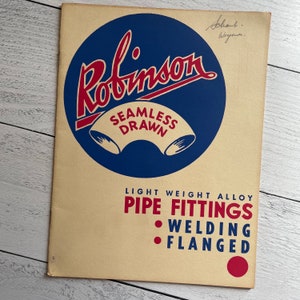 Robinson
SEAMLESS
DRAWN
LIGHT WEIGHT ALLOY
PIPE FITTINGS
• WELDING
• FLANGED